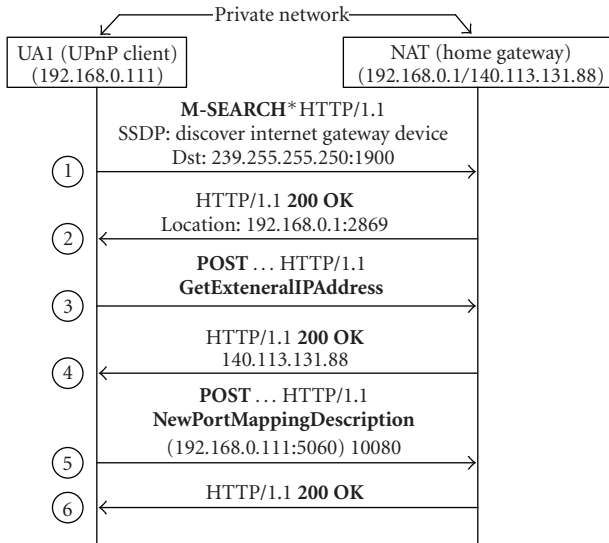 Private network
UA1 (UPnP client)
(192.168.0.111)
NAT (home gateway)
(192.168.0.1/140.113.131.88)
M-SEARCH* HTTP/1.1
SSDP: discover internet gateway device
Dst: 239.255.255.250:1900
1
HTTP/1.1 200 OK
Location: 192.168.0.1:2869
2
POST ... HTTP/1.1
GetExteneralIPAddress
3
HTTP/1.1 200 OK
140.113.131.88
4
POST ... HTTP/1.1
NewPortMappingDescription
(192.168.0.111:5060) 10080
5
HTTP/1.1 200 OK
6